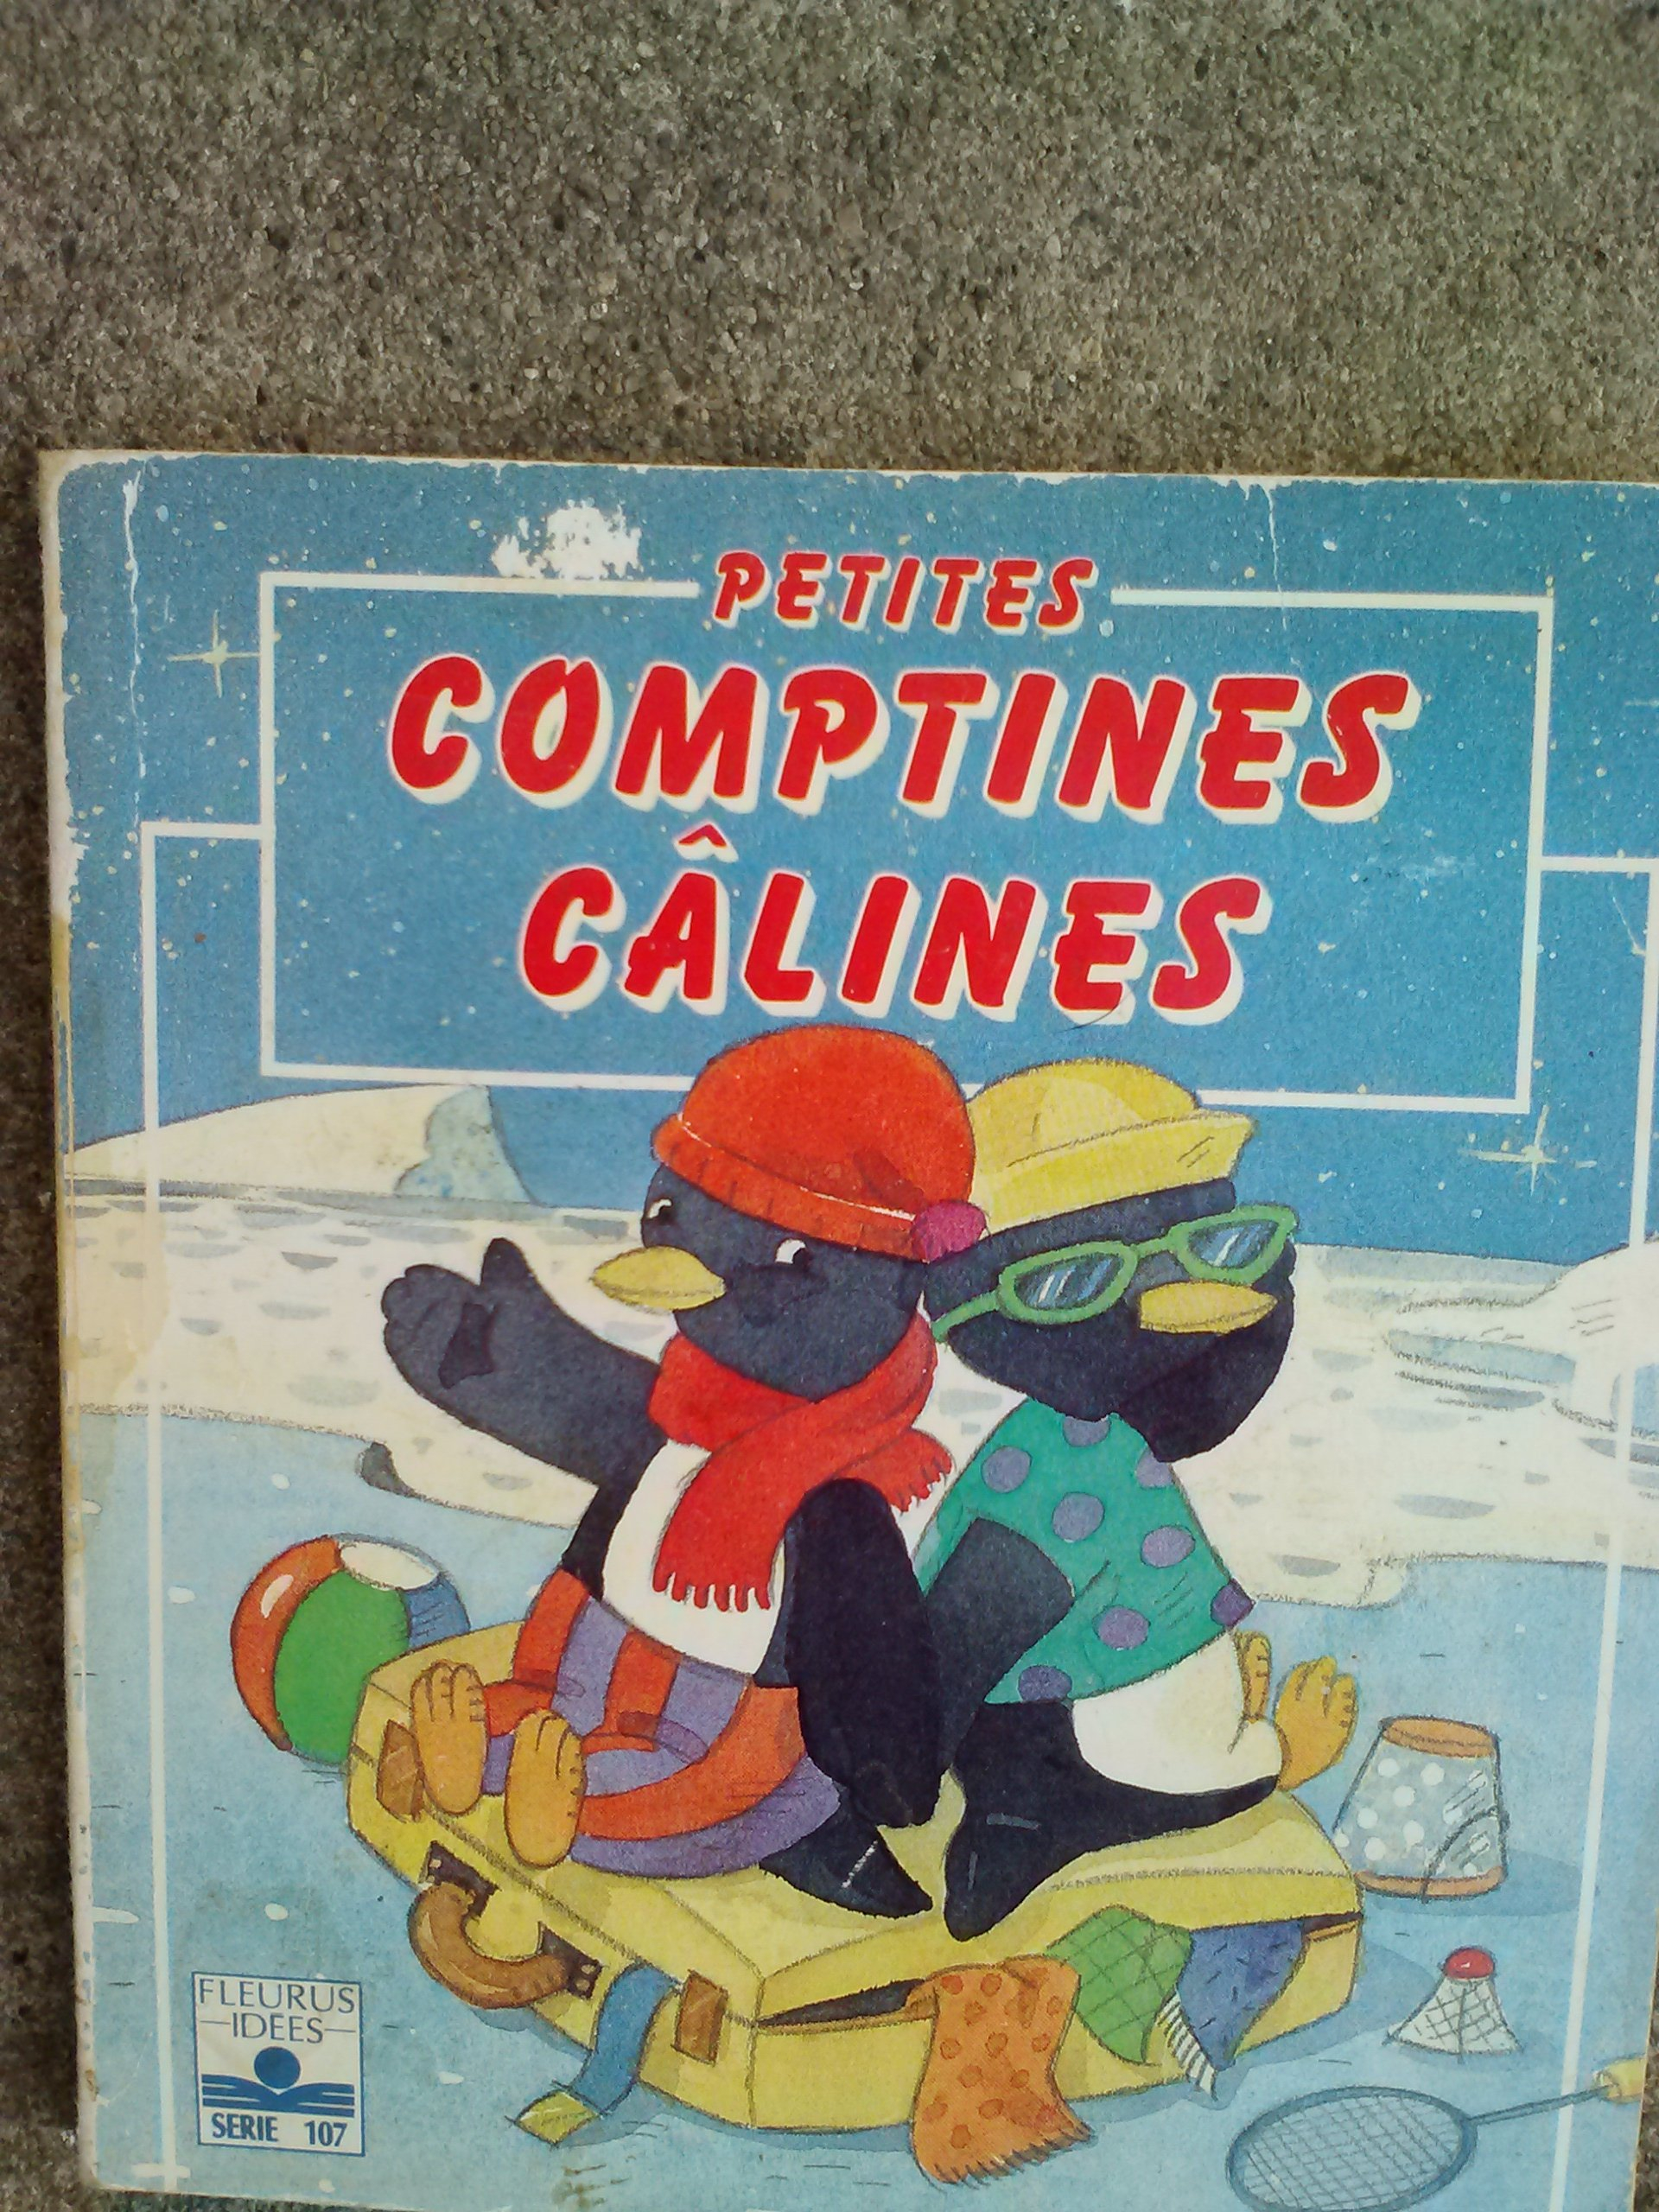 PETITES
COMPTINES
CÂLINES
FLEURUS
IDEES
SERIE 107